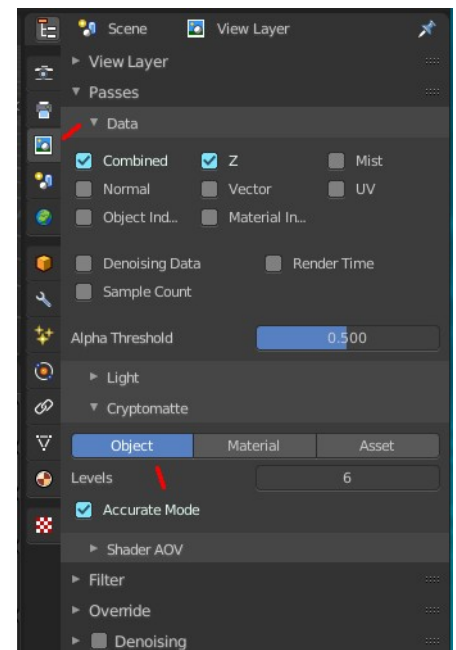 Scene View Layer
View Layer
Passes
Data
Combined Z Mist
Normal Vector UV
Object Ind... Material In...
Denoising Data Render Time
Sample Count
Alpha Threshold 0.500
Light
Cryptomatte
Object Material Asset
Levels 6
Accurate Mode
Shader AOV
Filter
Override
Denoising